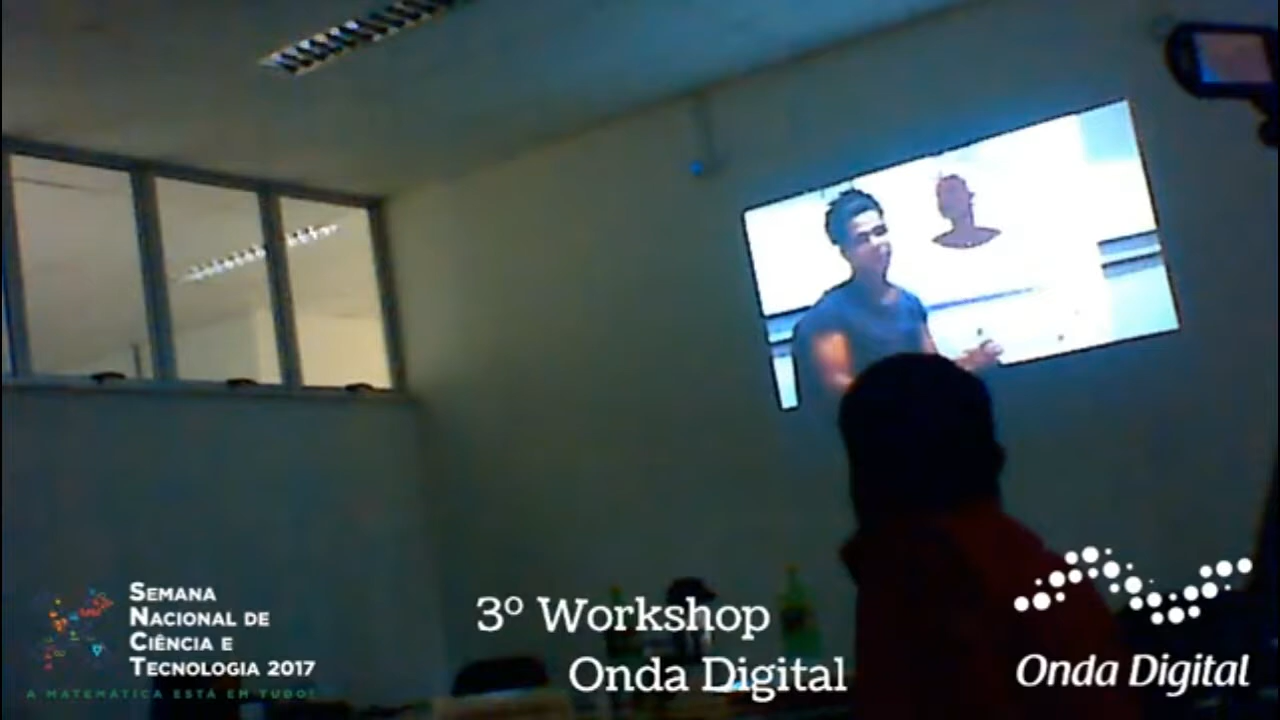 Semana
Nacional de
Ciência e
Tecnologia 2017
A MATEMÁTICA ESTÁ EM TUDO!
3º Workshop
Onda Digital
Onda Digital